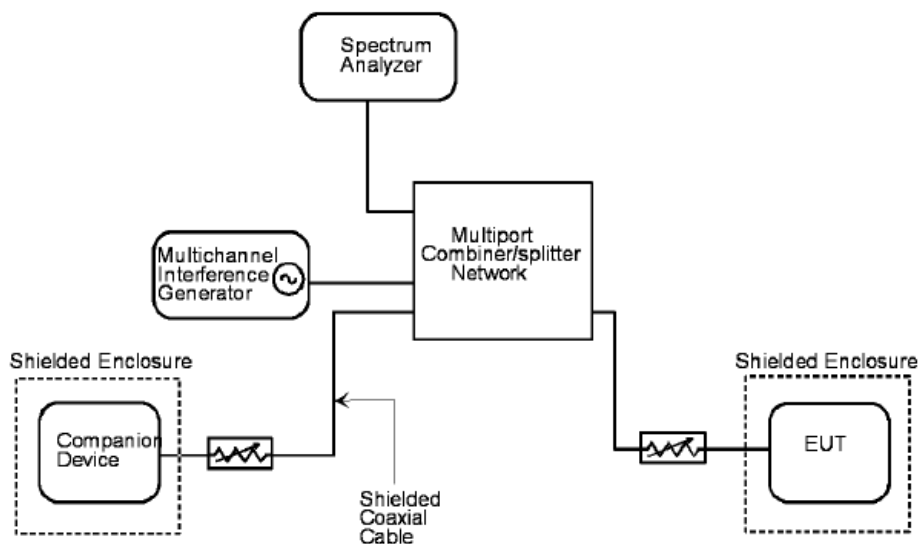 Spectrum
Analyzer
Multiport
Combiner/splitter
Network
Multichannel
Interference
Generator
Shielded Enclosure
Companion
Device
Shielded
Coaxial
Cable
Shielded Enclosure
EUT